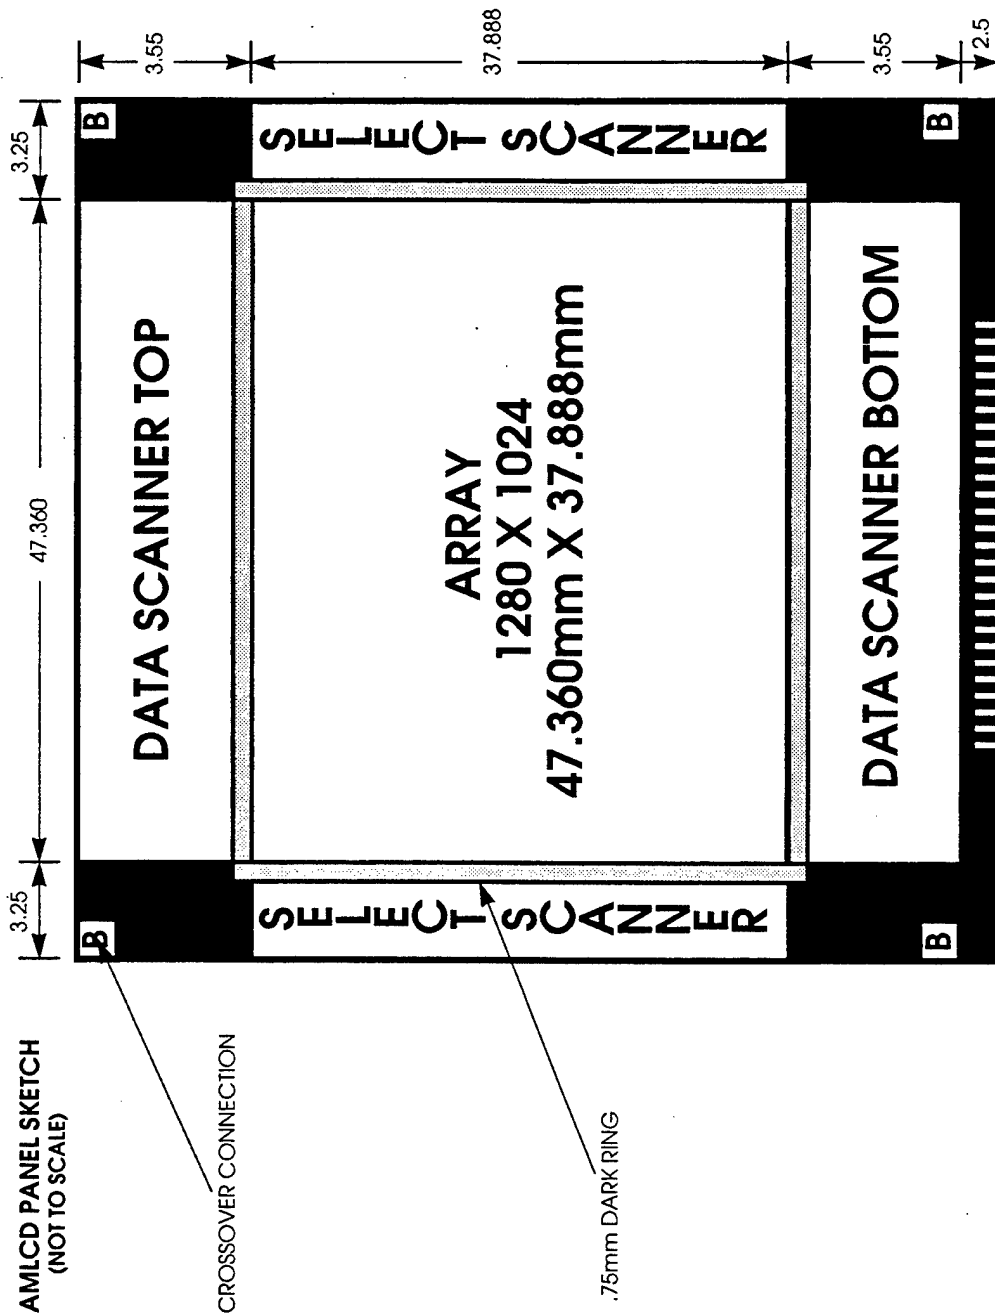 AMLCD PANEL SKETCH
(NOT TO SCALE)
3.25
47.360
3.25
3.55
37.888
3.55
2.5
B
B
DATA SCANNER TOP
SELECT SCANNER
SELECT SCANNER
ARRAY
1280 X 1024
47.360mm X 37.888mm
DATA SCANNER BOTTOM
B
B
CROSSOVER CONNECTION
.75mm DARK RING